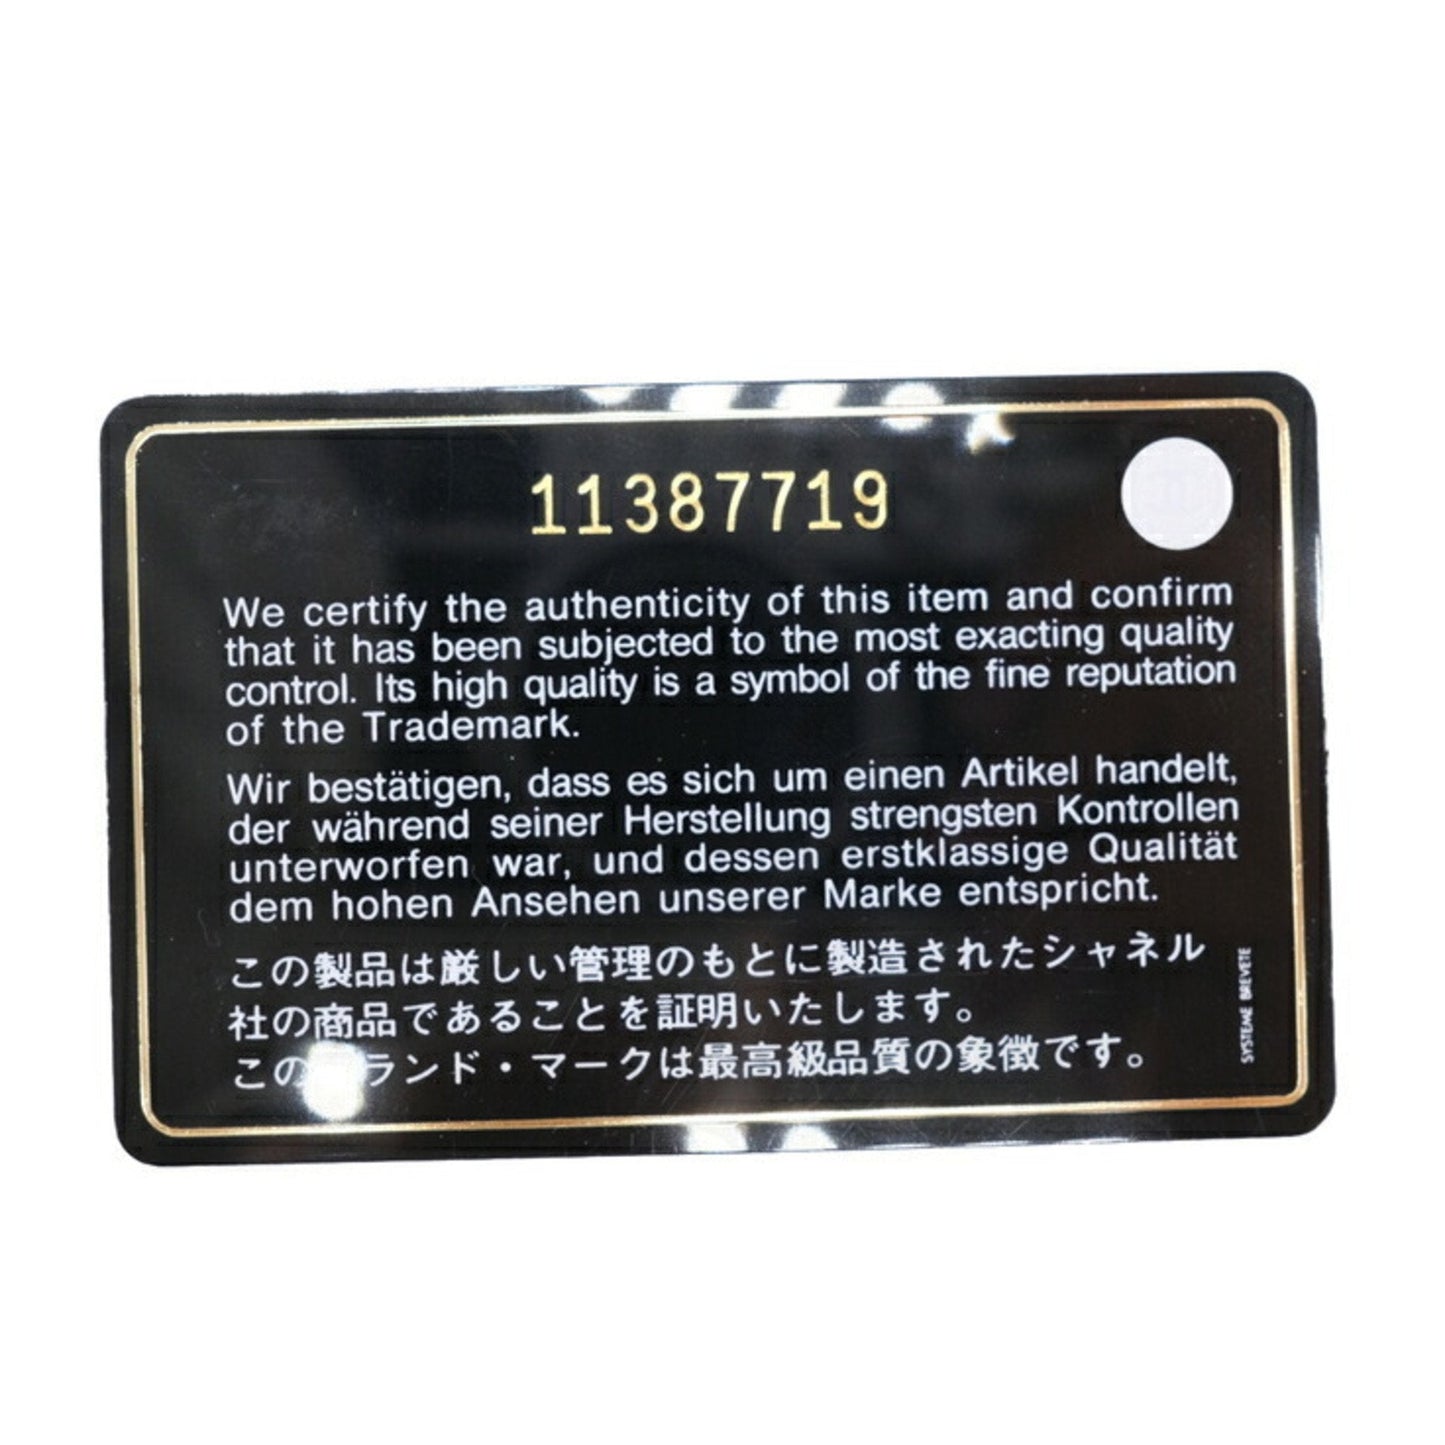 11387719
We certify the authenticity of this item and confirm
that it has been subjected to the most exacting quality
control. Its high quality is a symbol of the fine reputation
of the Trademark.
Wir bestätigen, dass es sich um einen Artikel handelt,
der während seiner Herstellung strengsten Kontrollen
unterworfen war, und dessen erstklassige Qualität
dem hohen Ansehen unserer Marke entspricht.
この製品は厳しい管理のもとに製造されたシャネル
社の商品であることを証明いたします。
この ランド・マークは最高級品質の象徴です。
SYSTEME BREVETE